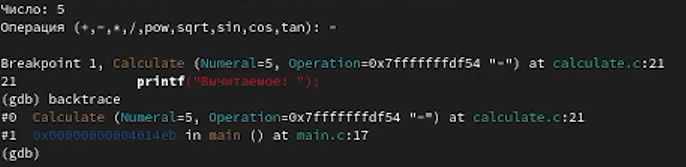 Число: 5
Операция (+,-,*,/,pow,sqrt,sin,cos,tan): -
Breakpoint 1, Calculate (Numeral=5, Operation=0x7fffffffdf54 "-") at calculate.c:21
21 printf("Вычитаемое: ");
(gdb) backtrace
#0 Calculate (Numeral=5, Operation=0x7fffffffdf54 "-") at calculate.c:21
#1 0x00000000004014eb in main () at main.c:17
(gdb)